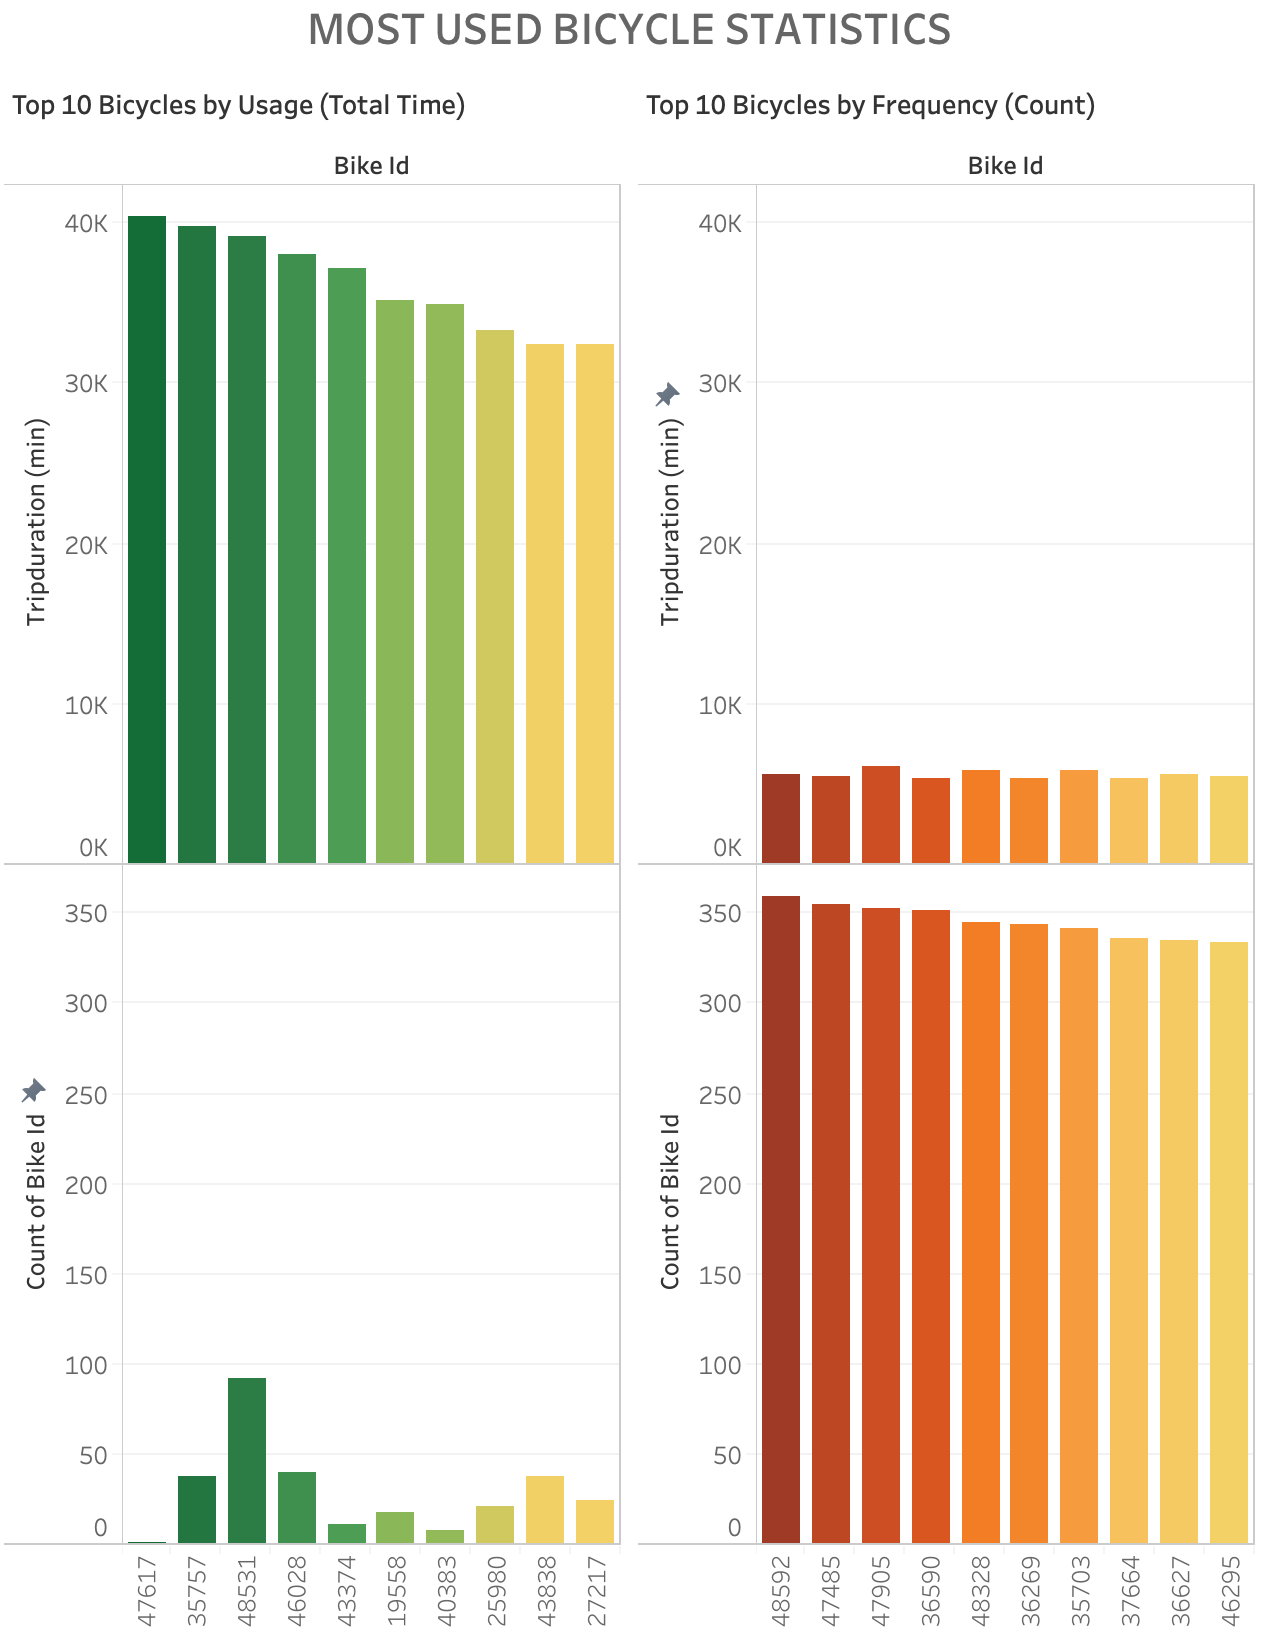 MOST USED BICYCLE STATISTICS
Top 10 Bicycles by Usage (Total Time)
Bike Id
Tripduration (min)
40K
30K
20K
10K
0K
Count of Bike Id
350
300
250
200
150
100
50
0
47617
35757
48531
46028
43374
19558
40383
25980
43838
27217
Top 10 Bicycles by Frequency (Count)
Bike Id
Tripduration (min)
40K
30K
20K
10K
0K
Count of Bike Id
350
300
250
200
150
100
50
0
48592
47485
47905
36590
48328
36269
35703
37664
36627
46295